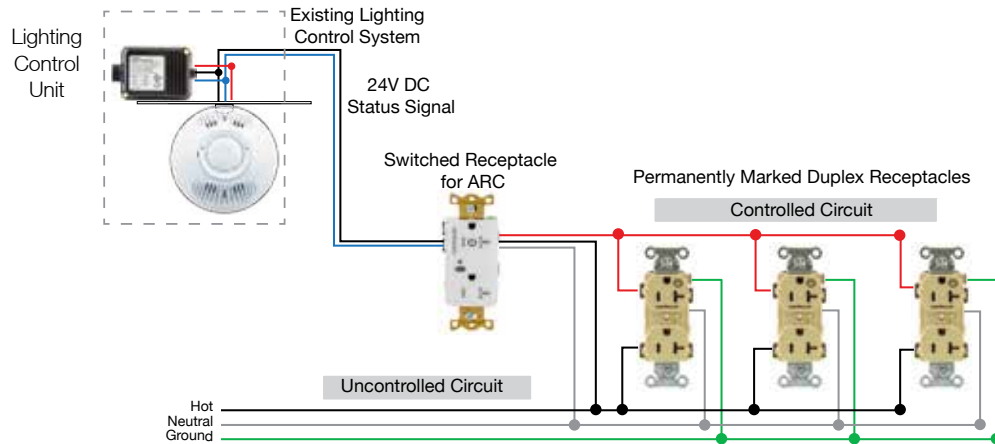 Lighting
Control
Unit
Existing Lighting
Control System
24V DC
Status Signal
Switched Receptacle
for ARC
Permanently Marked Duplex Receptacles
Controlled Circuit
Uncontrolled Circuit
Hot
Neutral
Ground